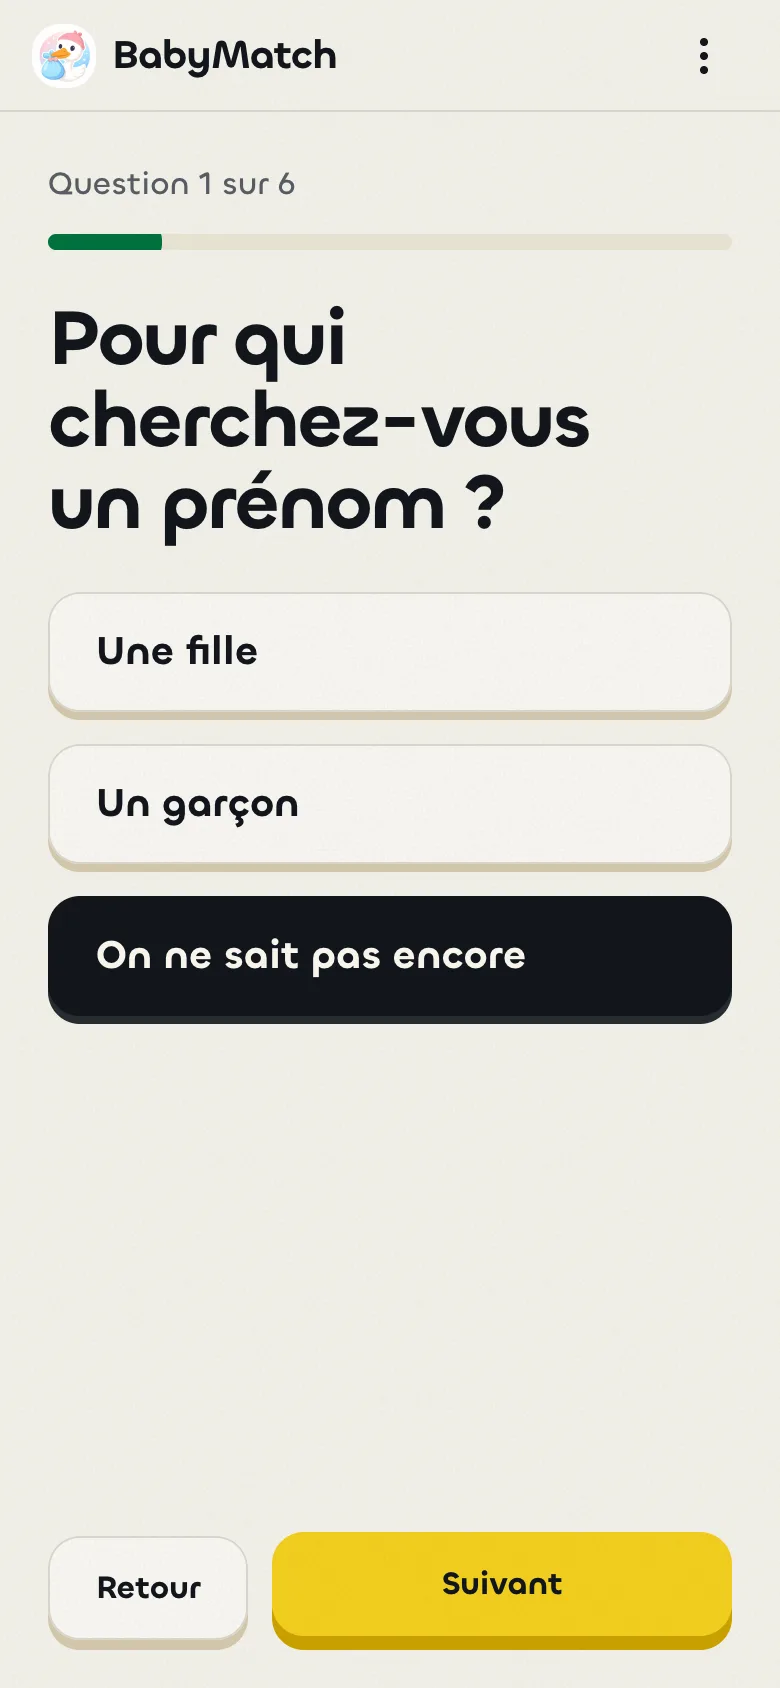 BabyMatch
Question 1 sur 6
Pour qui
cherchez-vous
un prénom ?
Une fille
Un garçon
On ne sait pas encore
Retour
Suivant